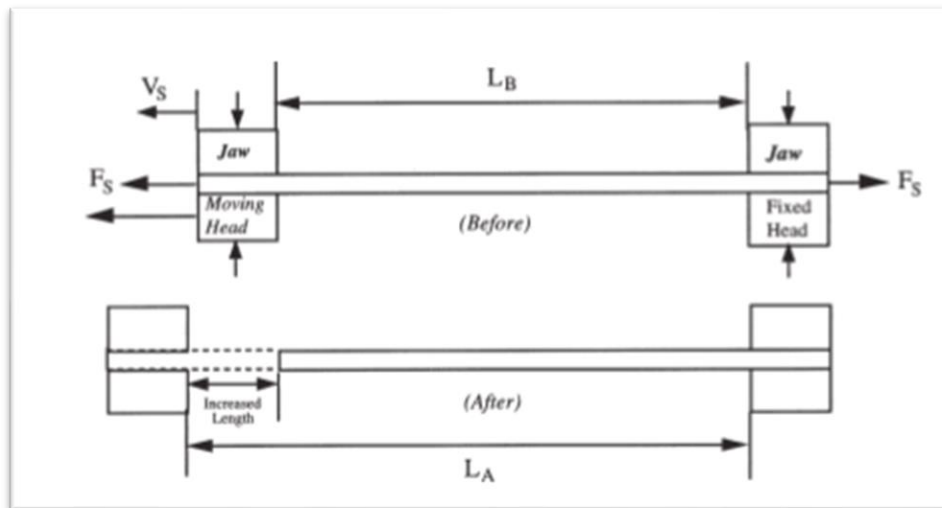 L_B
V_S
Jaw
Jaw
F_S
F_S
Moving
Head
(Before)
Fixed
Head
Increased
Length
(After)
L_A